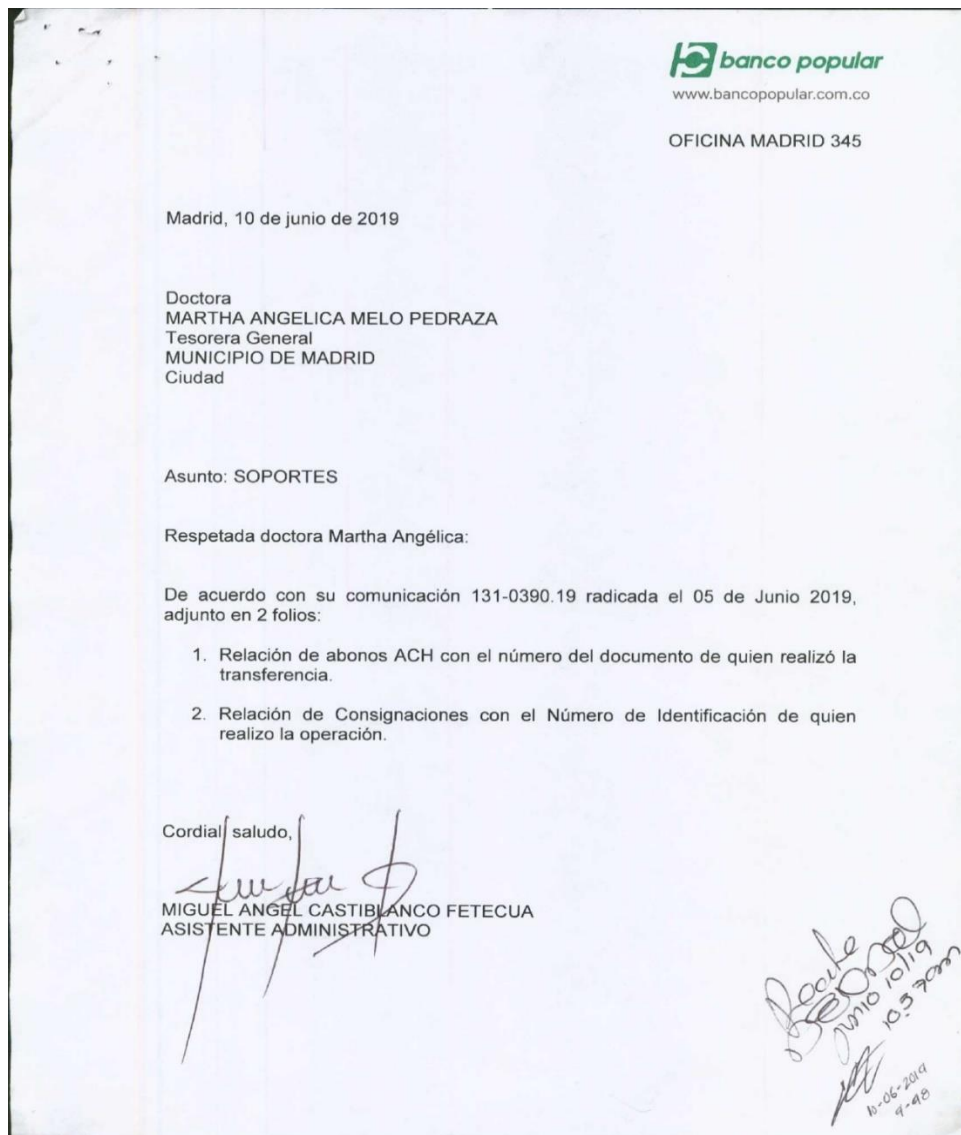 banco popular
www.bancopopular.com.co
OFICINA MADRID 345
Madrid, 10 de junio de 2019
Doctora
MARTHA ANGELICA MELO PEDRAZA
Tesorera General
MUNICIPIO DE MADRID
Ciudad
Asunto: SOPORTES
Respetada doctora Martha Angélica:
De acuerdo con su comunicación 131-0390.19 radicada el 05 de Junio 2019,
adjunto en 2 folios:
1. Relación de abonos ACH con el número del documento de quien realizó la
transferencia.
2. Relación de Consignaciones con el Número de Identificación de quien
realizo la operación.
Cordial saludo,
MIGUEL ANGEL CASTIBLANCO FETECUA
ASISTENTE ADMINISTRATIVO
junio 10/19
10-06-2019